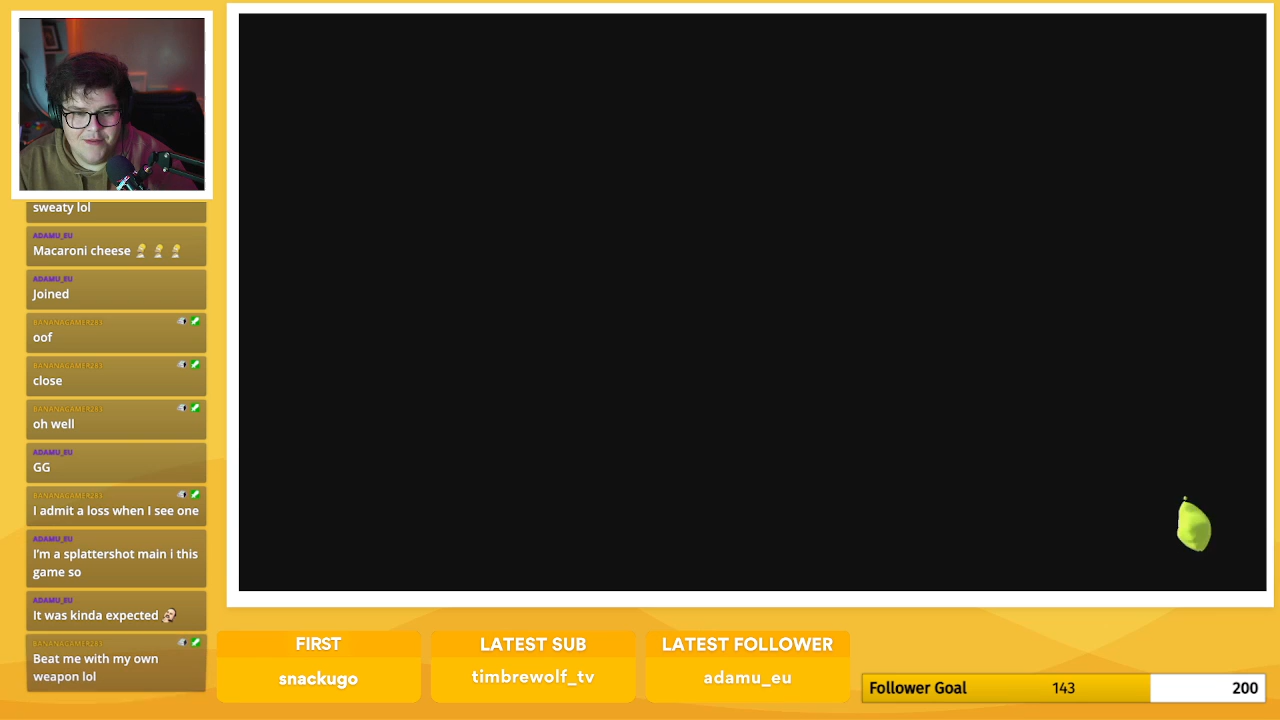 sweaty lol
ADAMU_EU
Macaroni cheese
ADAMU_EU
Joined
BANANAGAMER283
oof
BANANAGAMER283
close
BANANAGAMER283
oh well
ADAMU_EU
GG
BANANAGAMER283
I admit a loss when I see one
ADAMU_EU
I'm a splattershot main i this
game so
ADAMU_EU
It was kinda expected
BANANAGAMER283
Beat me with my own
weapon lol
FIRST
snackugo
LATEST SUB
timbrewolf_tv
LATEST FOLLOWER
adamu_eu
Follower Goal 143 200